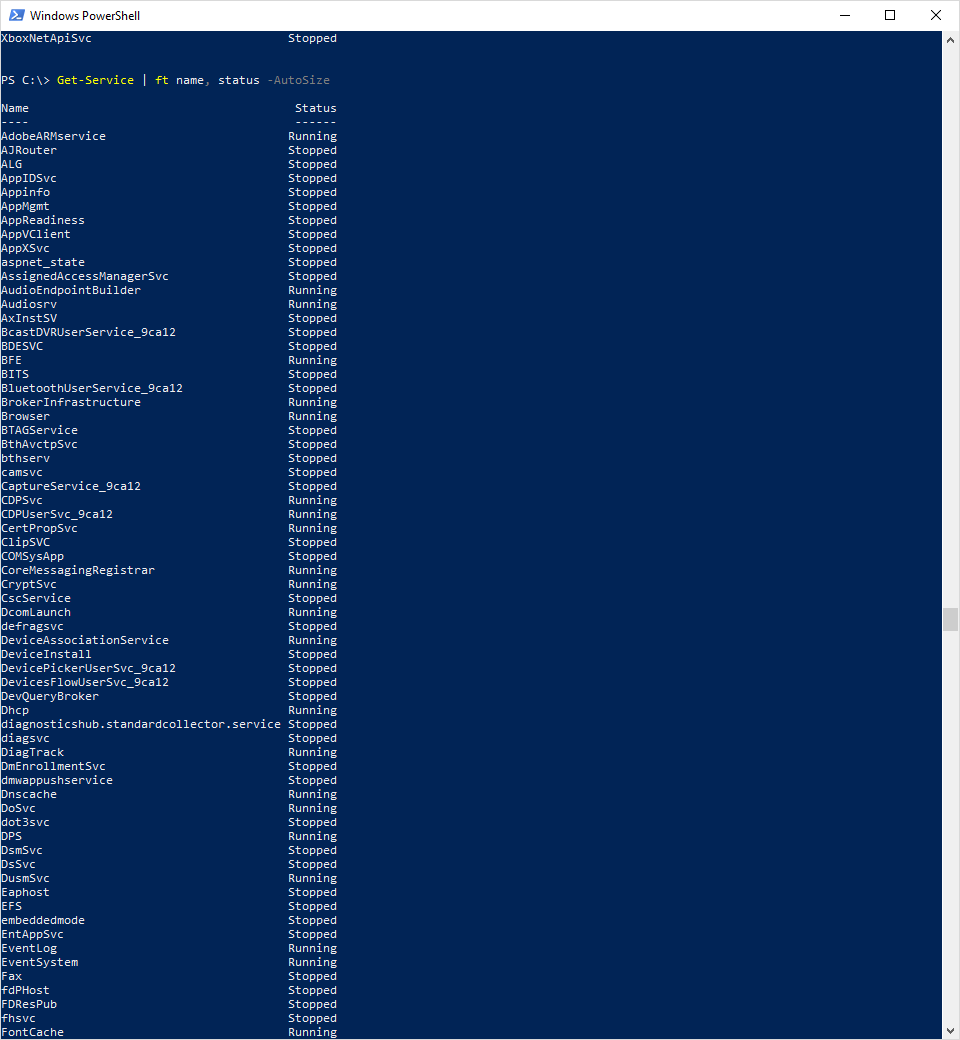 Windows PowerShell
XboxNetApiSvc Stopped
PS C:\> Get-Service | ft name, status -AutoSize
Name Status
---- ------
AdobeARMservice Running
AJRouter Stopped
ALG Stopped
AppIDSvc Stopped
Appinfo Stopped
AppMgmt Stopped
AppReadiness Stopped
AppVClient Stopped
AppXSvc Stopped
aspnet_state Stopped
AssignedAccessManagerSvc Stopped
AudioEndpointBuilder Running
Audiosrv Running
AxInstSV Stopped
BcastDVRUserService_9ca12 Stopped
BDESVC Stopped
BFE Running
BITS Stopped
BluetoothUserService_9ca12 Stopped
BrokerInfrastructure Running
Browser Running
BTAGService Stopped
BthAvctpSvc Stopped
bthserv Stopped
camsvc Stopped
CaptureService_9ca12 Stopped
CDPSvc Running
CDPUserSvc_9ca12 Running
CertPropSvc Running
ClipSVC Stopped
COMSysApp Stopped
CoreMessagingRegistrar Running
CryptSvc Running
CscService Stopped
DcomLaunch Running
defragsvc Stopped
DeviceAssociationService Running
DeviceInstall Stopped
DevicePickerUserSvc_9ca12 Stopped
DevicesFlowUserSvc_9ca12 Stopped
DevQueryBroker Stopped
Dhcp Running
diagnosticshub.standardcollector.service Stopped
diagsvc Stopped
DiagTrack Running
DmEnrollmentSvc Stopped
dmwappushservice Stopped
Dnscache Running
DoSvc Running
dot3svc Stopped
DPS Running
DsmSvc Stopped
DsSvc Stopped
DusmSvc Running
Eaphost Stopped
EFS Stopped
embeddedmode Stopped
EntAppSvc Stopped
EventLog Running
EventSystem Running
Fax Stopped
fdPHost Stopped
FDResPub Stopped
fhsvc Stopped
FontCache Running